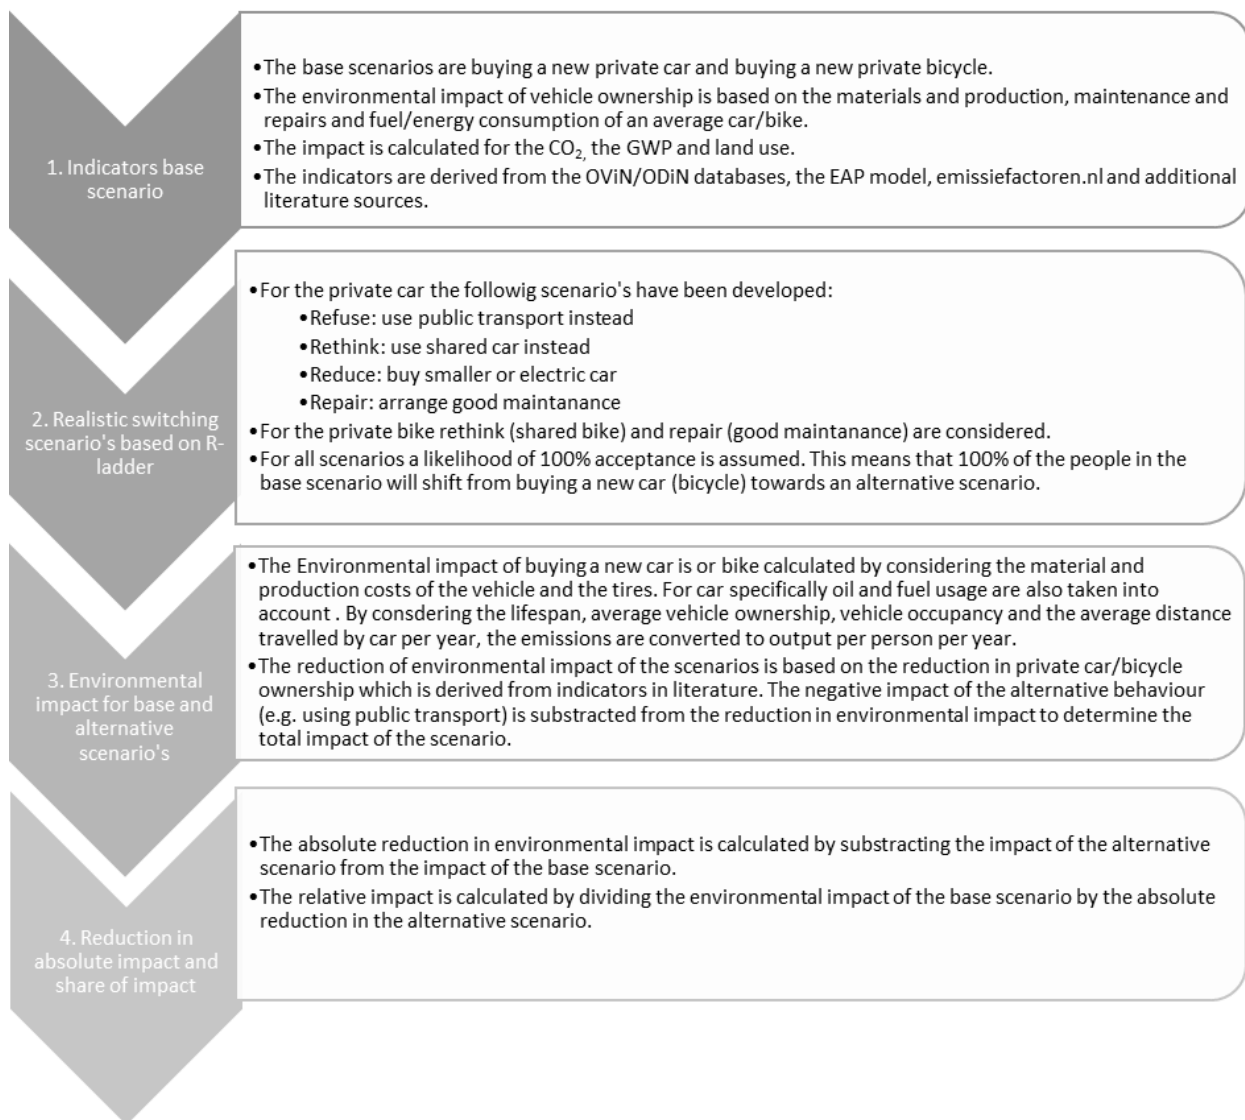 1. Indicators base
scenario
•The base scenarios are buying a new private car and buying a new private bicycle.
•The environmental impact of vehicle ownership is based on the materials and production, maintenance and
repairs and fuel/energy consumption of an average car/bike.
•The impact is calculated for the CO₂, the GWP and land use.
•The indicators are derived from the OViN/ODiN databases, the EAP model, emissiefactoren.nl and additional
literature sources.
2. Realistic switching
scenario's based on R-
ladder
•For the private car the followig scenario's have been developed:
•Refuse: use public transport instead
•Rethink: use shared car instead
•Reduce: buy smaller or electric car
•Repair: arrange good maintanance
•For the private bike rethink (shared bike) and repair (good maintanance) are considered.
•For all scenarios a likelihood of 100% acceptance is assumed. This means that 100% of the people in the
base scenario will shift from buying a new car (bicycle) towards an alternative scenario.
3. Environmental
impact for base and
alternative
scenario's
•The Environmental impact of buying a new car is or bike calculated by considering the material and
production costs of the vehicle and the tires. For car specifically oil and fuel usage are also taken into
account . By consdering the lifespan, average vehicle ownership, vehicle occupancy and the average distance
travelled by car per year, the emissions are converted to output per person per year.
•The reduction of environmental impact of the scenarios is based on the reduction in private car/bicycle
ownership which is derived from indicators in literature. The negative impact of the alternative behaviour
(e.g. using public transport) is substracted from the reduction in environmental impact to determine the
total impact of the scenario.
4. Reduction in
absolute impact and
share of impact
•The absolute reduction in environmental impact is calculated by substracting the impact of the alternative
scenario from the impact of the base scenario.
•The relative impact is calculated by dividing the environmental impact of the base scenario by the absolute
reduction in the alternative scenario.